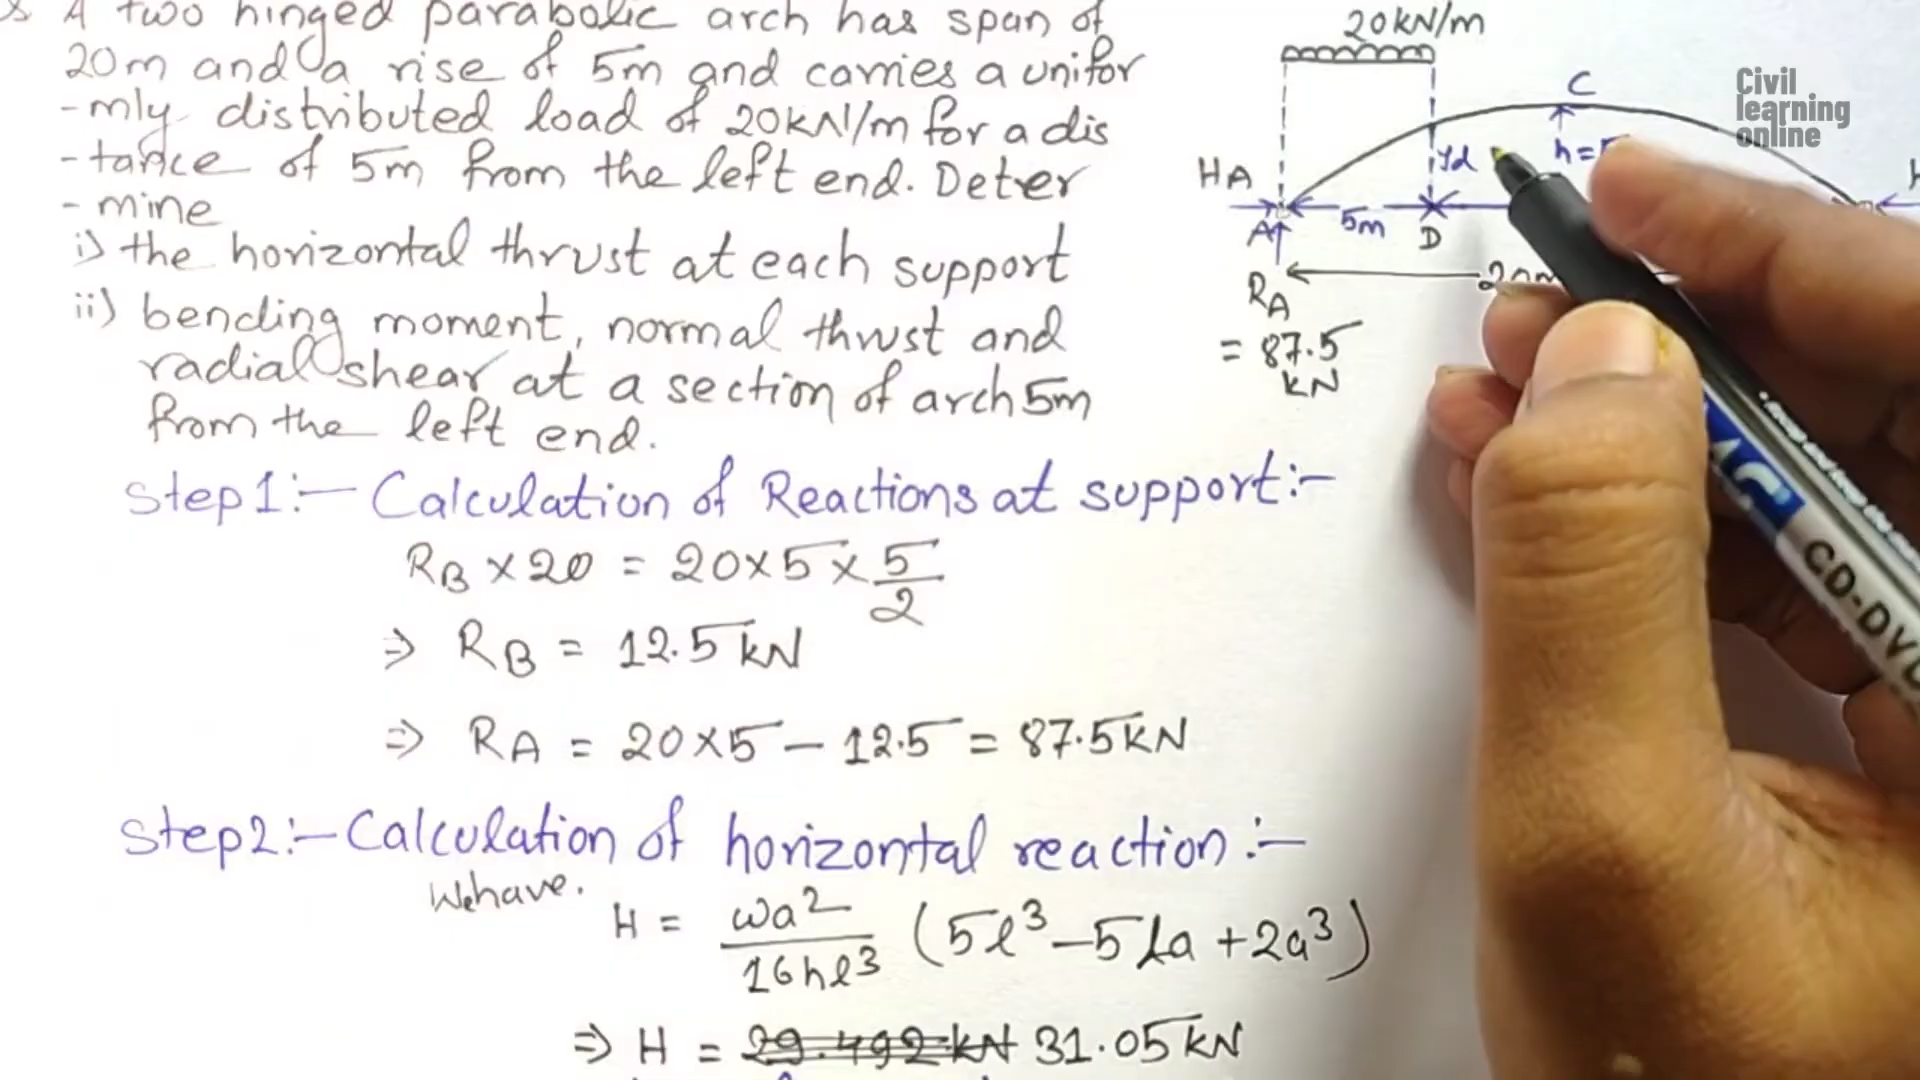 A two hinged parabolic arch has span of
20m and a rise of 5m and carries a unifor
-mly distributed load of 20kN/m for a dis
-tance of 5m from the left end. Deter
-mine
i) the horizontal thrust at each support
ii) bending moment, normal thrust and
radial shear at a section of arch 5m
from the left end.
20kN/m
C
yd
h=5
HA
A
5m
D
20m
RA
= 87.5
kN
Step1:- Calculation of Reactions at support:-
RB × 20 = 20×5×5/2
⇒ RB = 12.5 kN
⇒ RA = 20×5 - 12.5 = 87.5KN
Step2:- Calculation of horizontal reaction:-
We have.
H = wa²/16hl³ (5l³-5la+2a³)
⇒ H = 29.492 kN 31.05kN
Civil
learning
online
CD-DVD